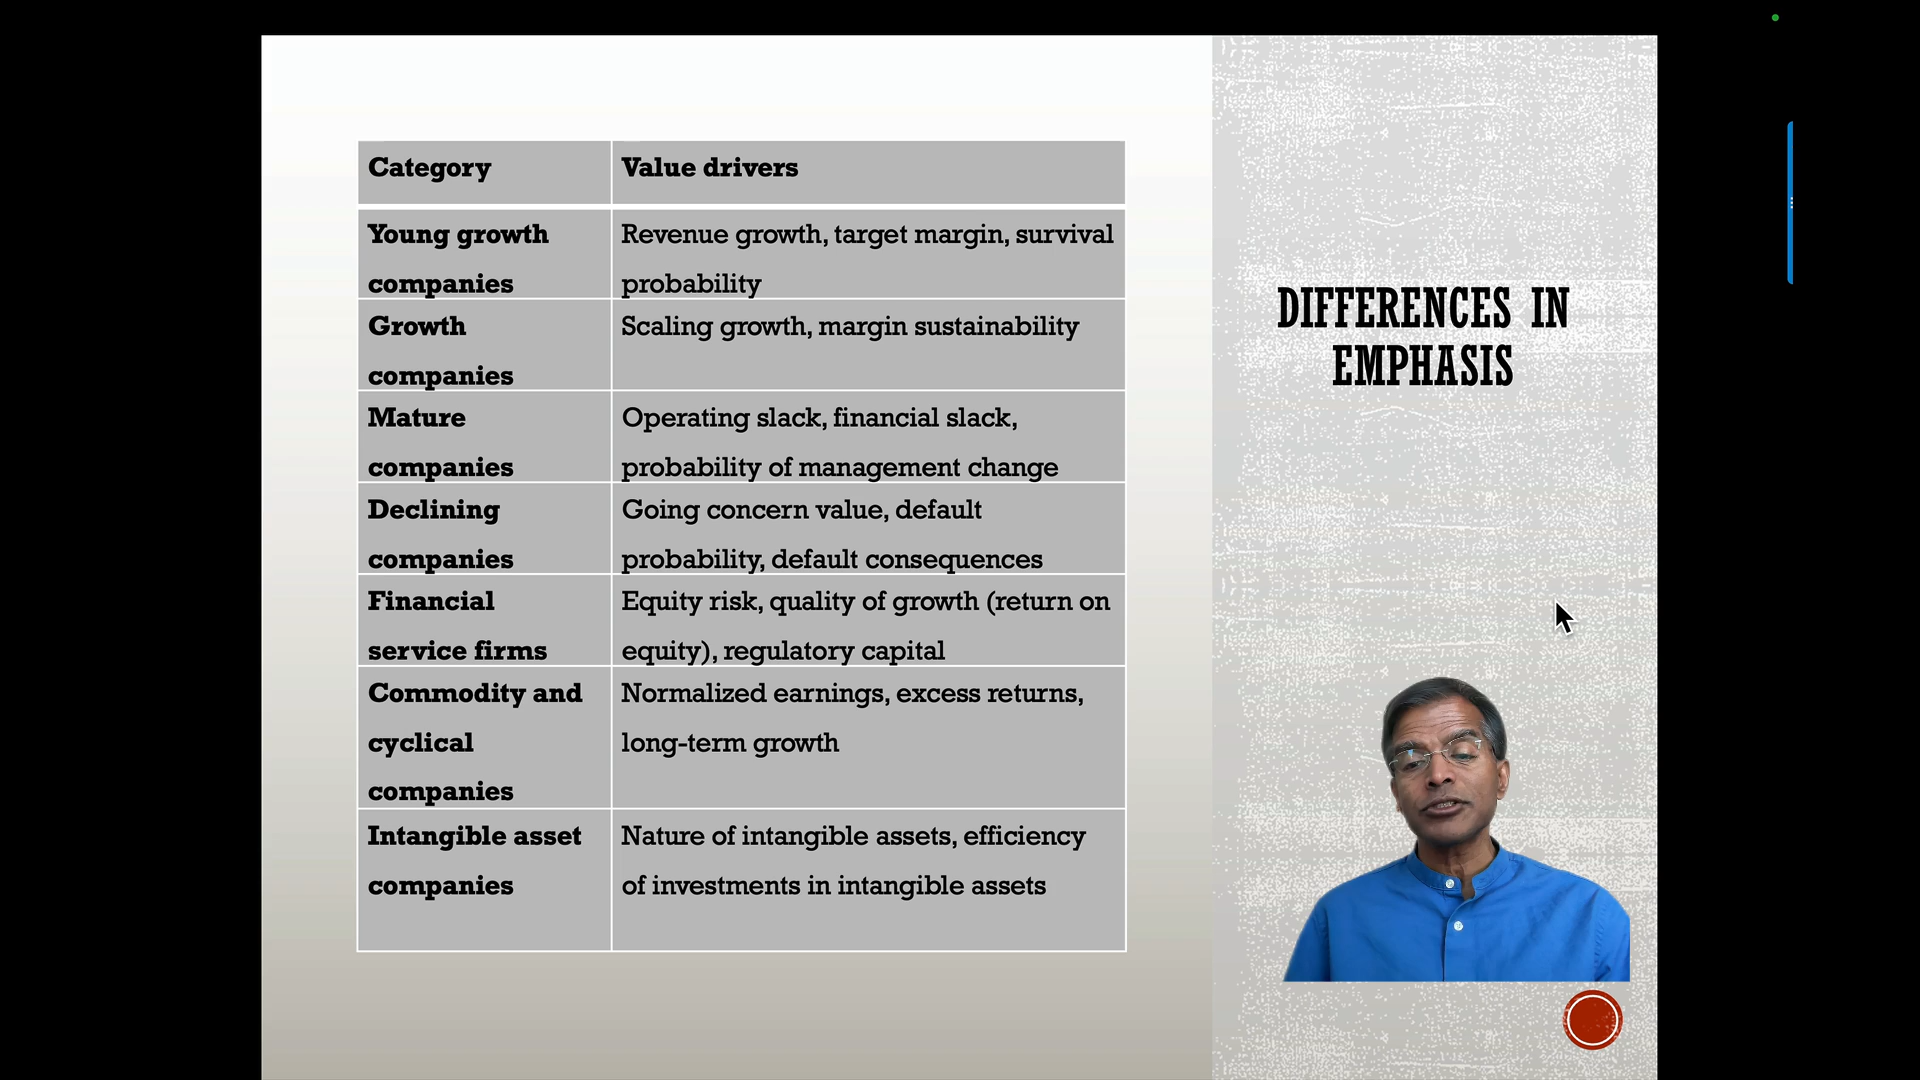 Category
Value drivers
Young growth
companies
Revenue growth, target margin, survival
probability
Growth
companies
Scaling growth, margin sustainability
Mature
companies
Operating slack, financial slack,
probability of management change
Declining
companies
Going concern value, default
probability, default consequences
Financial
service firms
Equity risk, quality of growth (return on
equity), regulatory capital
Commodity and
cyclical
companies
Normalized earnings, excess returns,
long-term growth
Intangible asset
companies
Nature of intangible assets, efficiency
of investments in intangible assets
DIFFERENCES IN
EMPHASIS